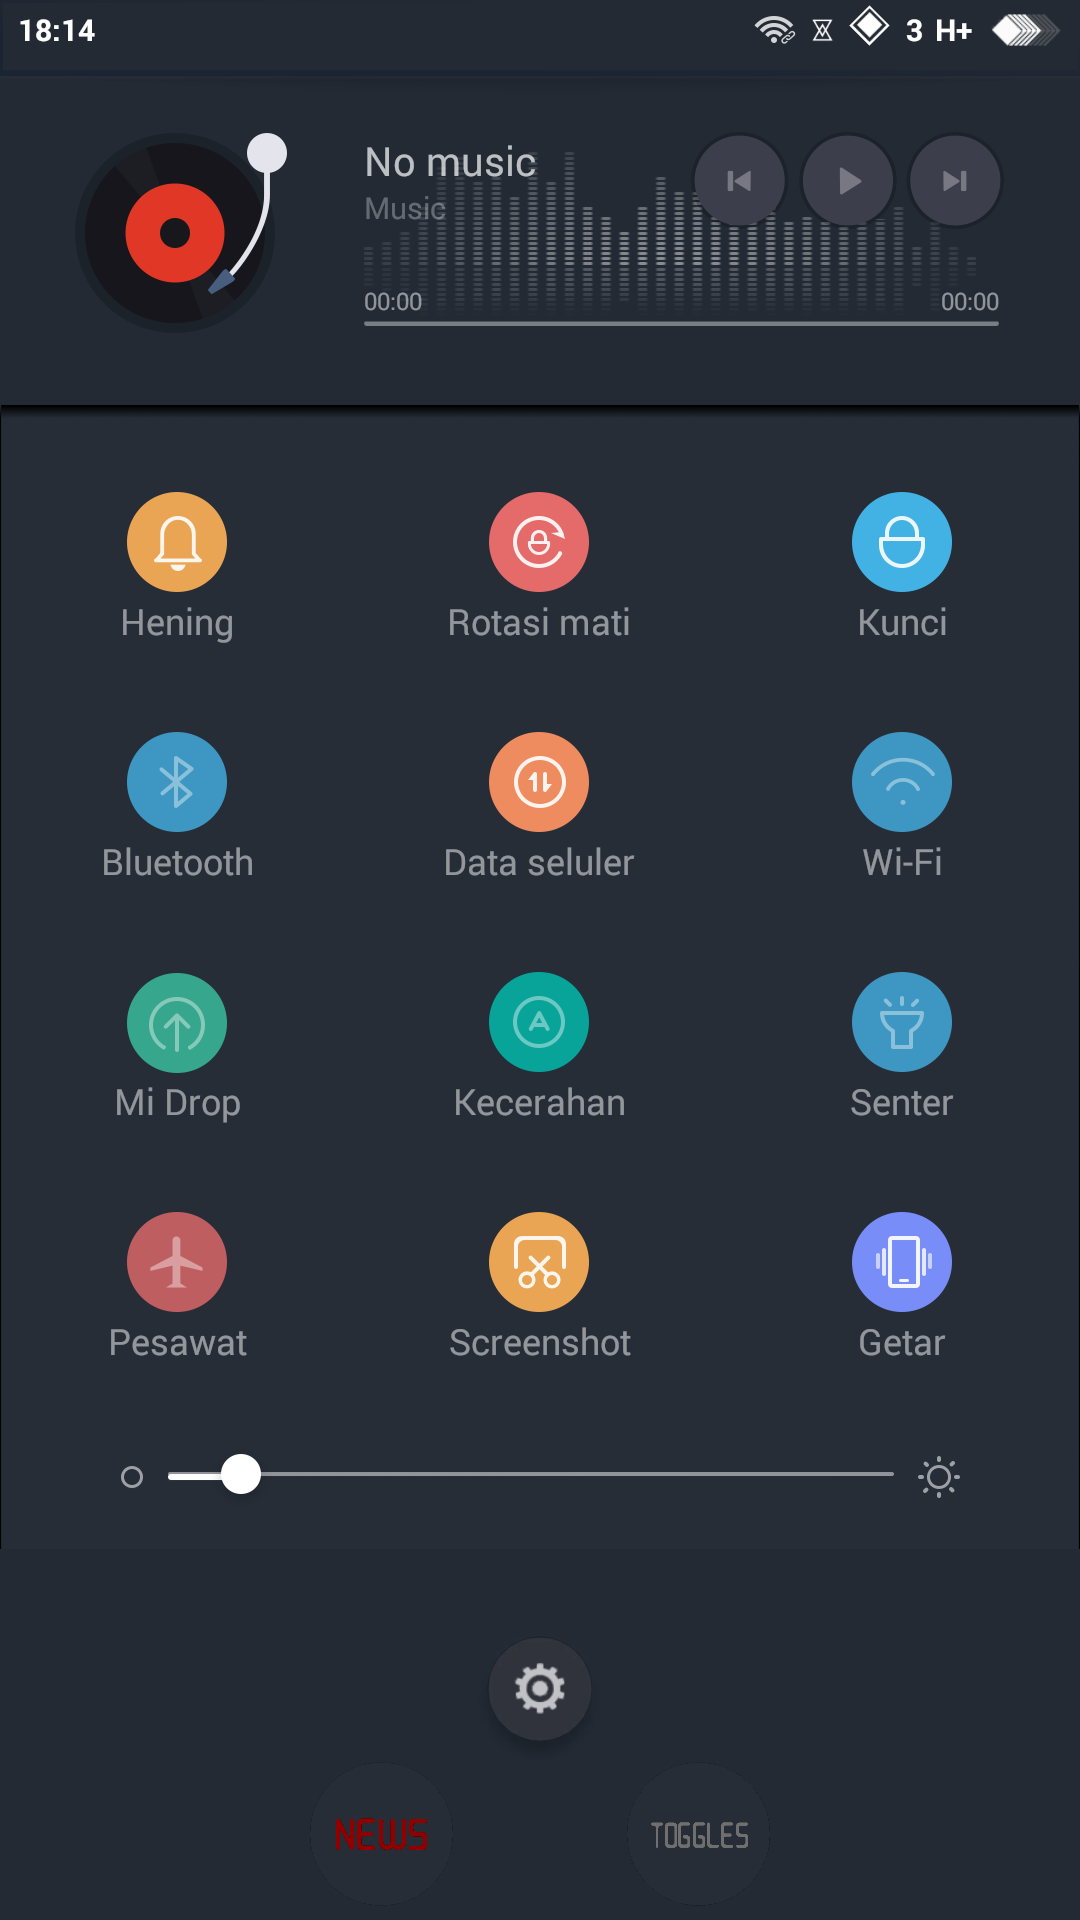 18:14 3 H+
No music
Music
00:00 00:00
Hening Rotasi mati Kunci
Bluetooth Data seluler Wi-Fi
Mi Drop Kecerahan Senter
Pesawat Screenshot Getar
NEWS TOGGLES